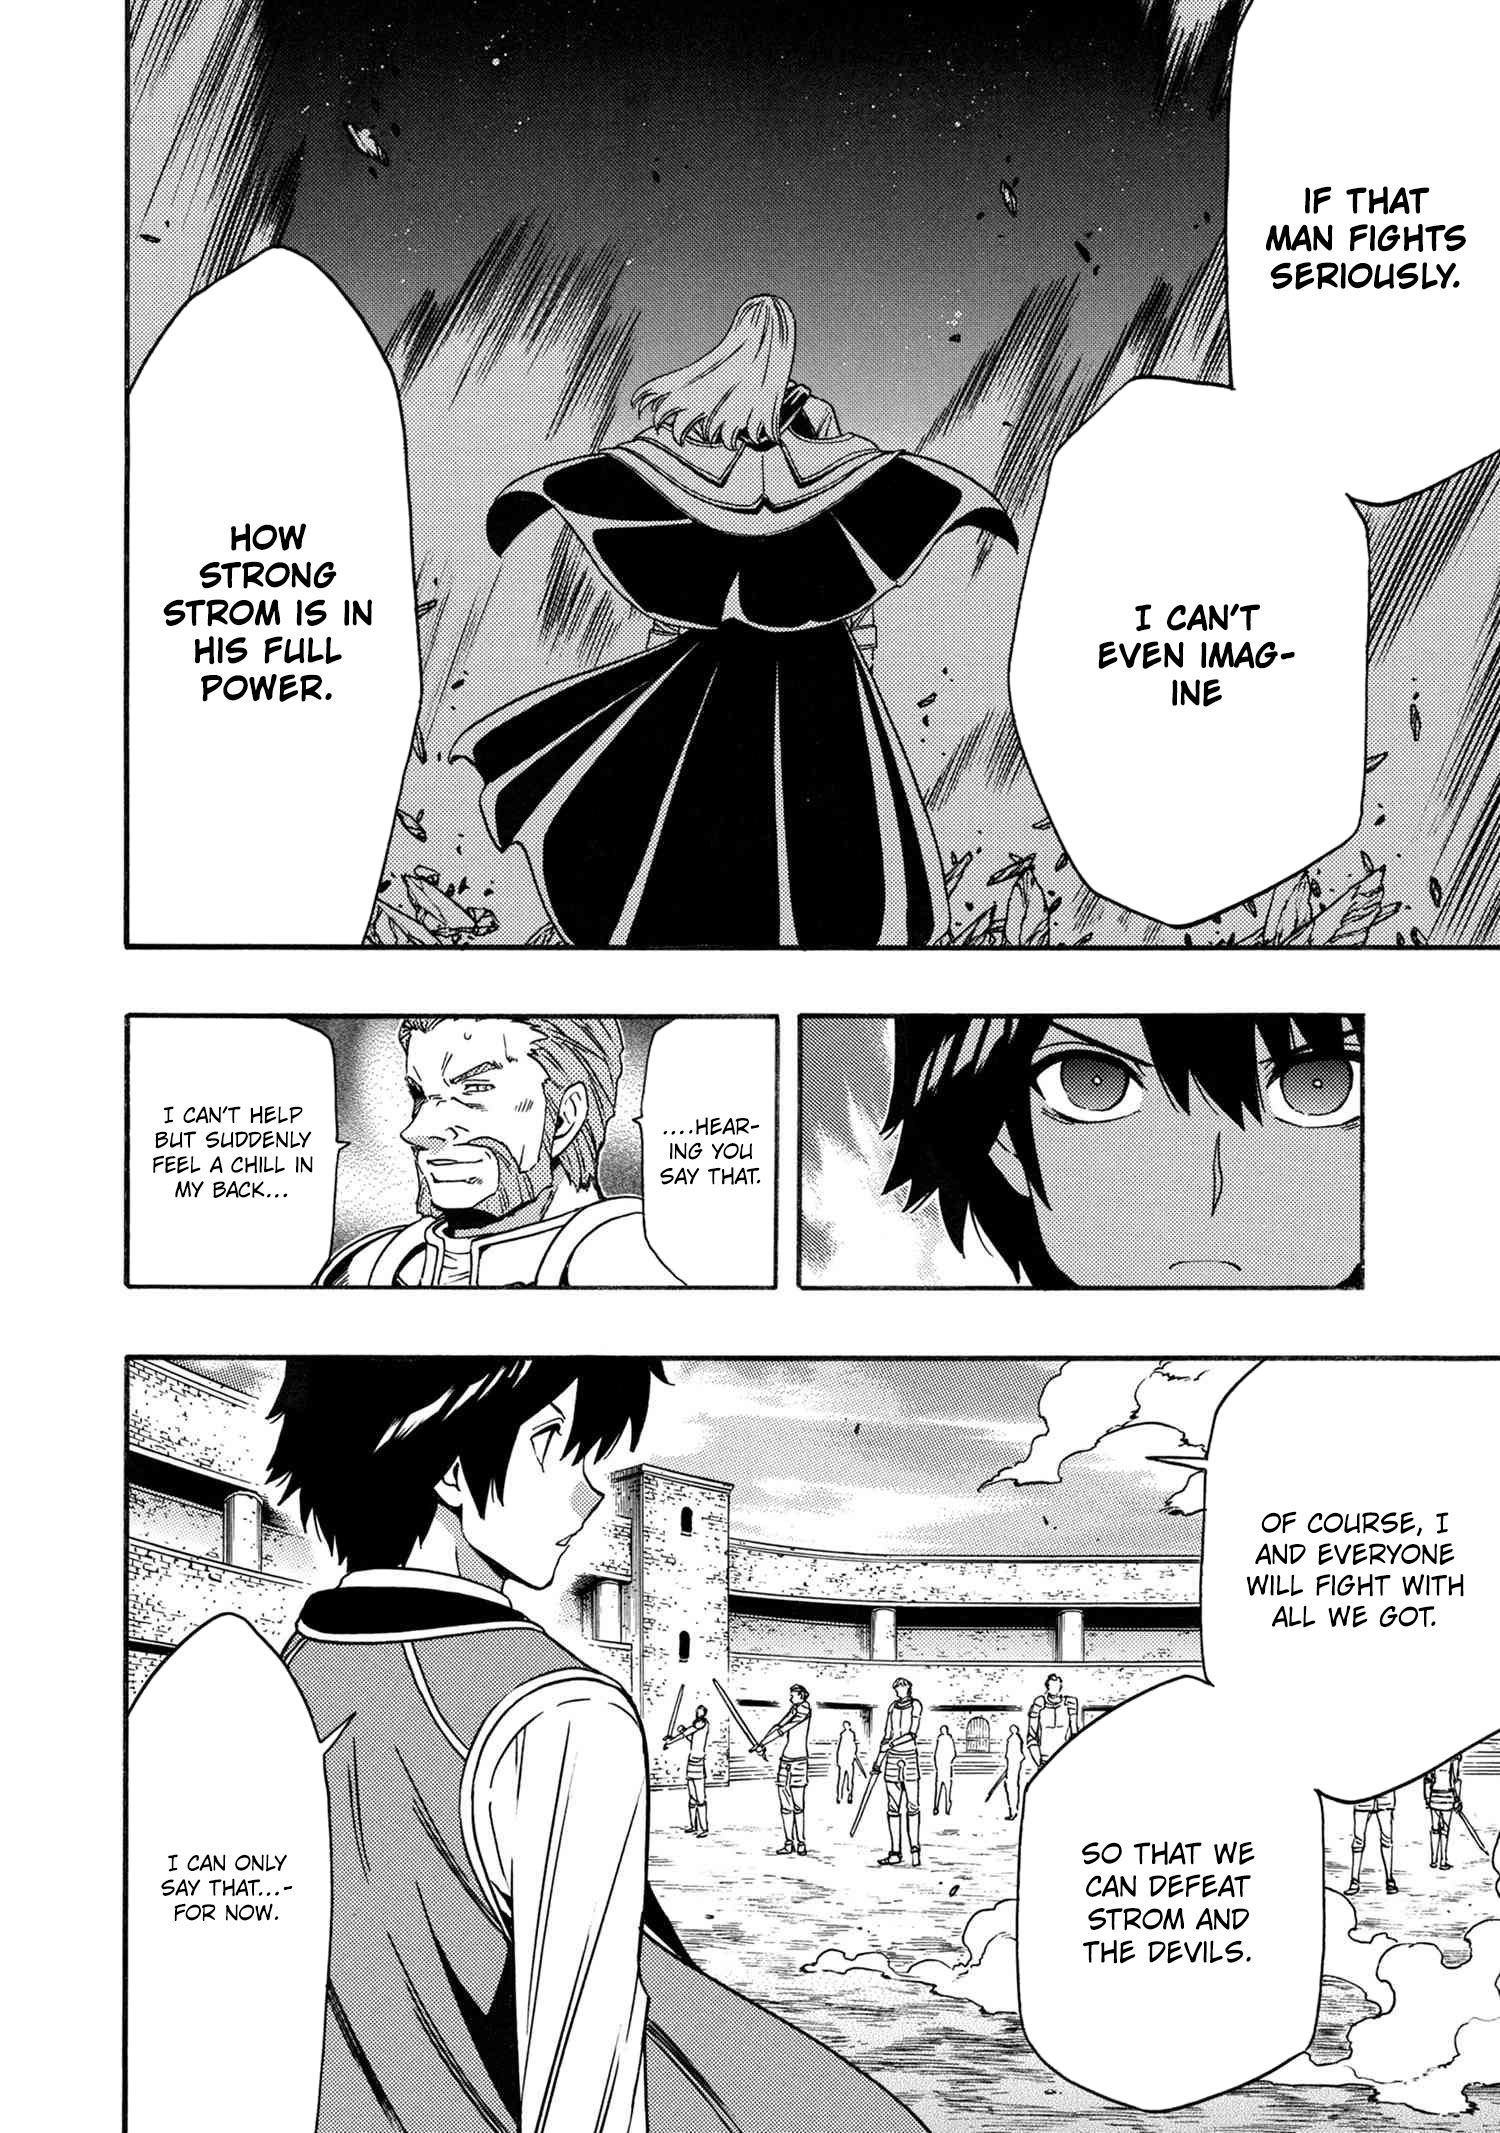 IF THAT
MAN FIGHTS
SERIOUSLY.
I CAN'T
EVEN IMAG-
INE
HOW
STRONG
STROM IS IN
HIS FULL
POWER.
....HEAR-
ING YOU
SAY THAT.
I CAN'T HELP
BUT SUDDENLY
FEEL A CHILL IN
MY BACK...
OF COURSE, I
AND EVERYONE
WILL FIGHT WITH
ALL WE GOT.
SO THAT WE
CAN DEFEAT
STROM AND
THE DEVILS.
I CAN ONLY
SAY THAT...-
FOR NOW.